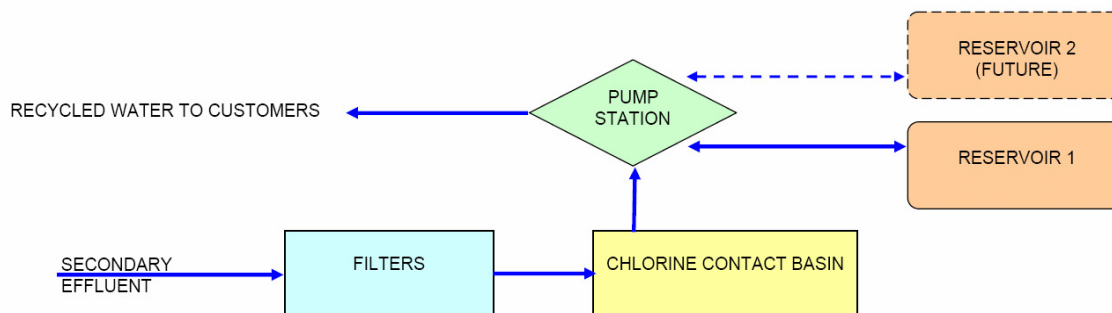 RESERVOIR 2
(FUTURE)
PUMP
STATION
RECYCLED WATER TO CUSTOMERS
RESERVOIR 1
SECONDARY
EFFLUENT
FILTERS
CHLORINE CONTACT BASIN